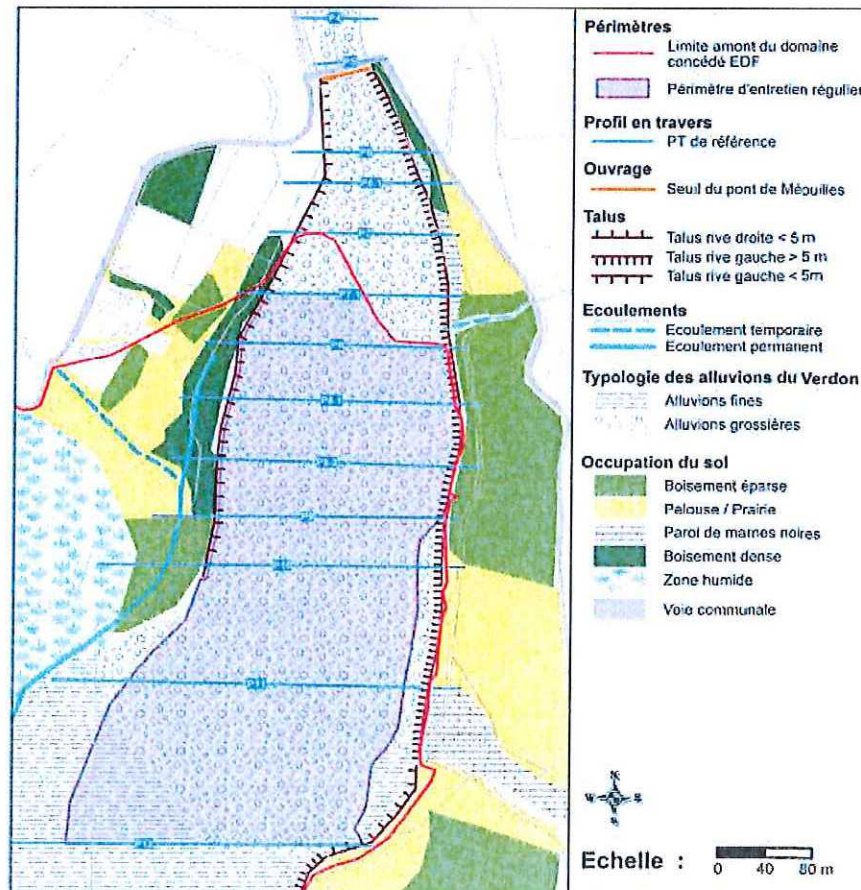 Périmètres
Limite amont du domaine
concédé EDF
Périmètre d'entretien régulier
Profil en travers
PT de référence
Ouvrage
Seuil du pont de Méouilles
Talus
Talus rive droite < 5 m
Talus rive gauche > 5 m
Talus rive gauche < 5m
Ecoulements
Ecoulement temporaire
Ecoulement permanent
Typologie des alluvions du Verdon
Alluvions fines
Alluvions grossières
Occupation du sol
Boisement éparse
Pelouse / Prairie
Paroi de marnes noires
Boisement dense
Zone humide
Voie communale
N
W E
S
Echelle :
0 40 80 m